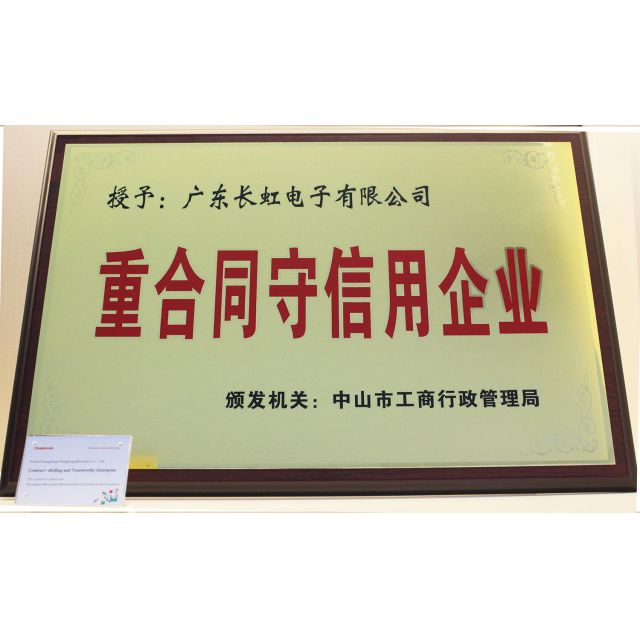 授予：广东长虹电子有限公司
重合同守信用企业
颁发机关：中山市工商行政管理局
Contract-abiding and Trustworthy Enterprise